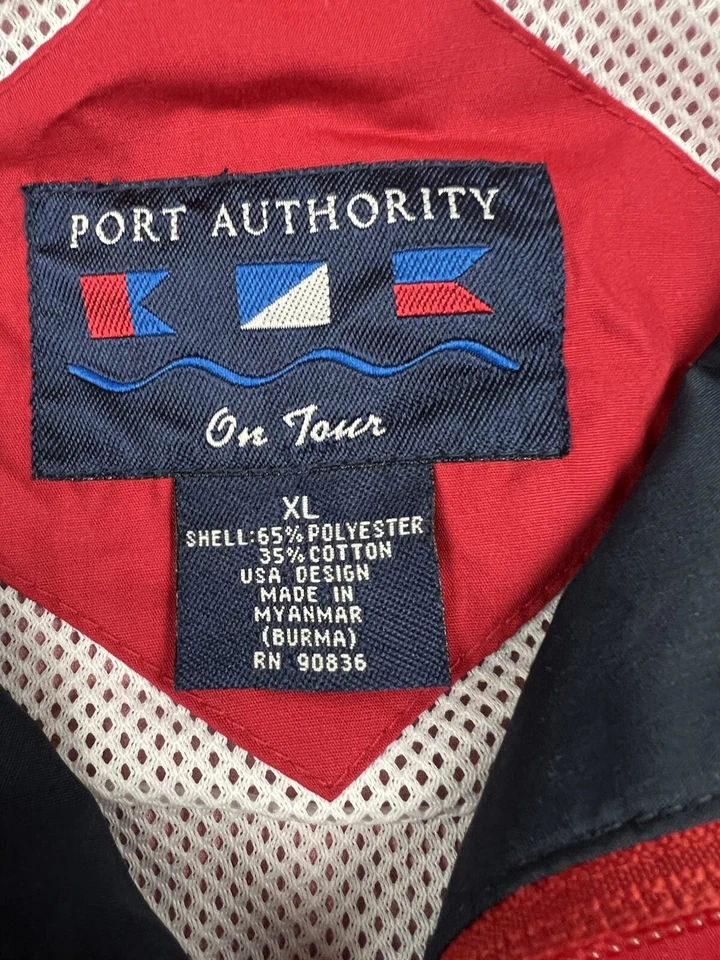 PORT AUTHORITY
On Tour
XL
SHELL:65% POLYESTER
35% COTTON
USA DESIGN
MADE IN
MYANMAR
(BURMA)
RN 90836